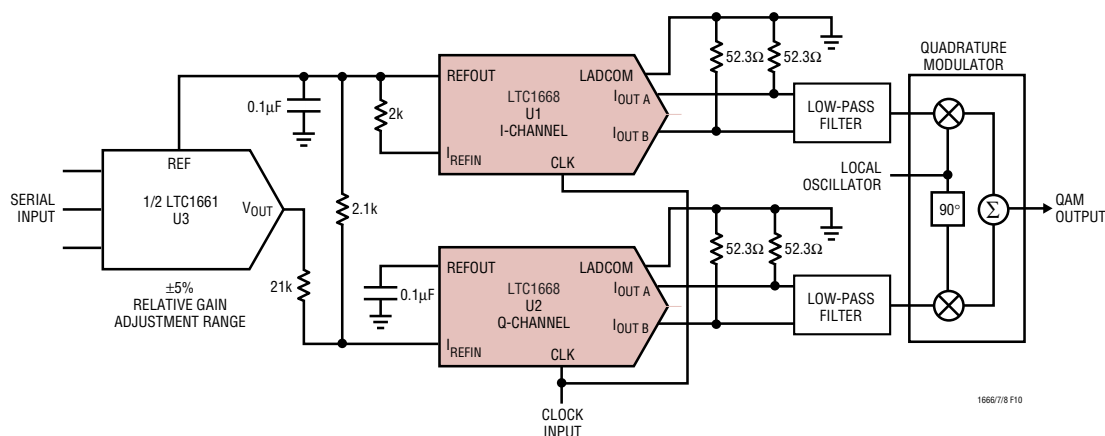 SERIAL
INPUT
REF
1/2 LTC1661
U3
VOUT
±5%
RELATIVE GAIN
ADJUSTMENT RANGE
0.1µF
2k
2.1k
21k
REFOUT
LADCOM
LTC1668
U1
I-CHANNEL
IOUT A
IOUT B
IREFIN
CLK
52.3Ω
52.3Ω
LOW-PASS
FILTER
0.1µF
REFOUT
LADCOM
LTC1668
U2
Q-CHANNEL
IOUT A
IOUT B
IREFIN
CLK
CLOCK
INPUT
52.3Ω
52.3Ω
LOW-PASS
FILTER
QUADRATURE
MODULATOR
LOCAL
OSCILLATOR
90°
Σ
QAM
OUTPUT
1666/7/8 F10